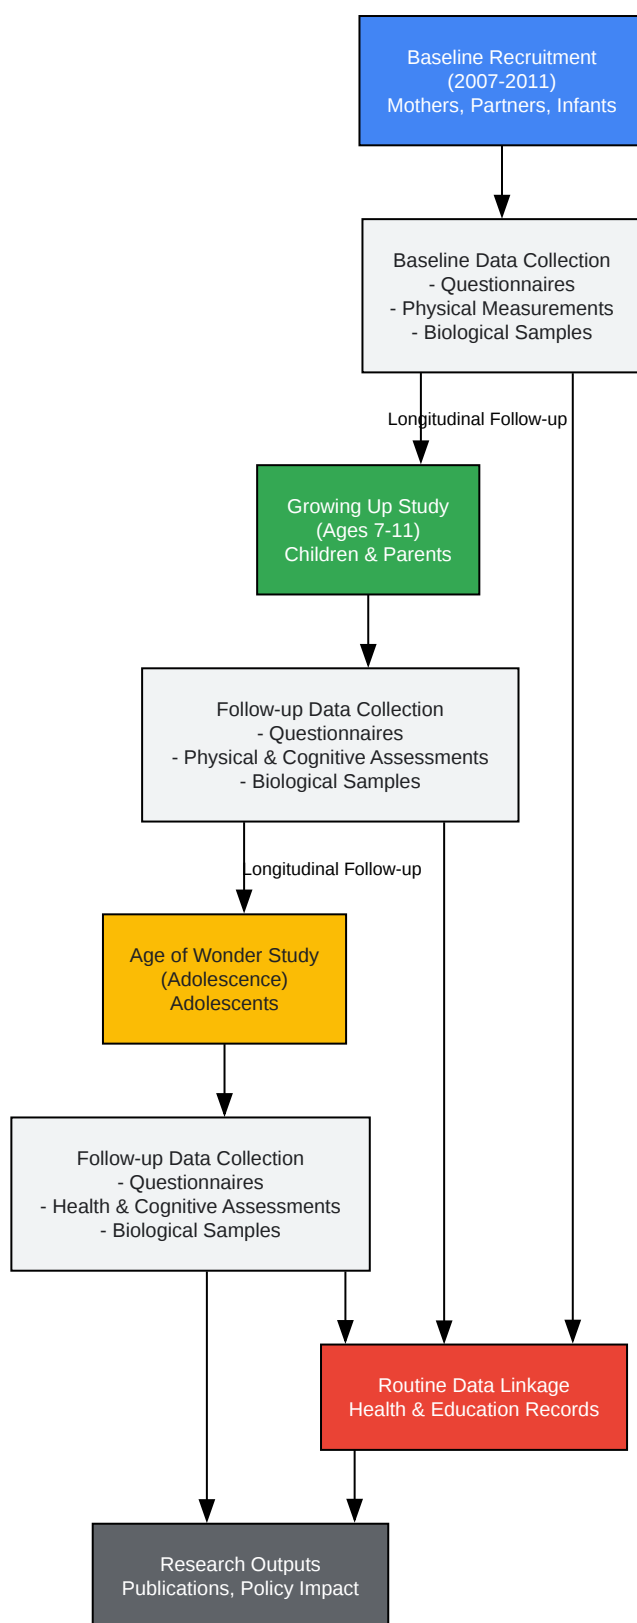 Baseline Recruitment
(2007-2011)
Mothers, Partners, Infants
Baseline Data Collection
- Questionnaires
- Physical Measurements
- Biological Samples
Longitudinal Follow-up
Growing Up Study
(Ages 7-11)
Children & Parents
Follow-up Data Collection
- Questionnaires
- Physical & Cognitive Assessments
- Biological Samples
Longitudinal Follow-up
Age of Wonder Study
(Adolescence)
Adolescents
Follow-up Data Collection
- Questionnaires
- Health & Cognitive Assessments
- Biological Samples
Routine Data Linkage
Health & Education Records
Research Outputs
Publications, Policy Impact